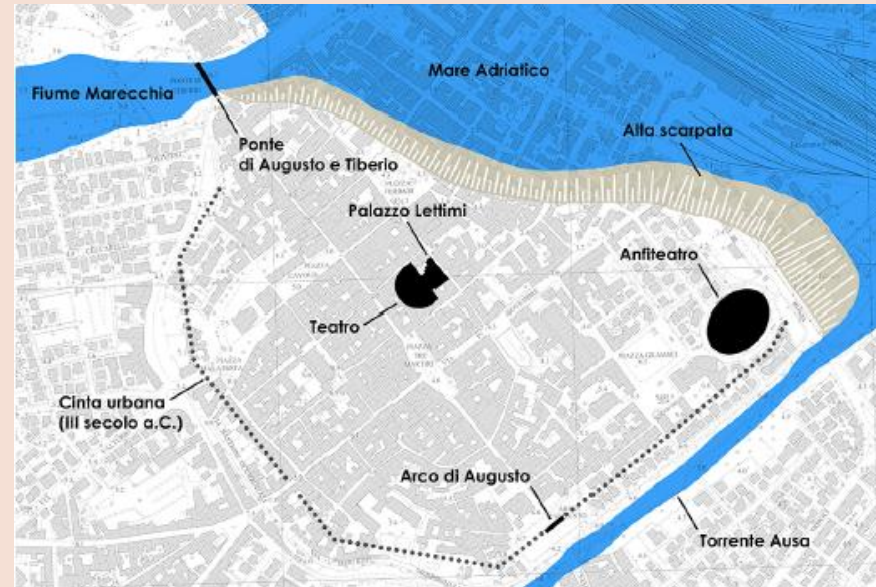 Mare Adriatico
Fiume Marecchia
Alta scarpata
Ponte
di Augusto e Tiberio
Palazzo Lettimi
Anfiteatro
Teatro
Cinta urbana
(III secolo a.C.)
Arco di Augusto
Torrente Ausa